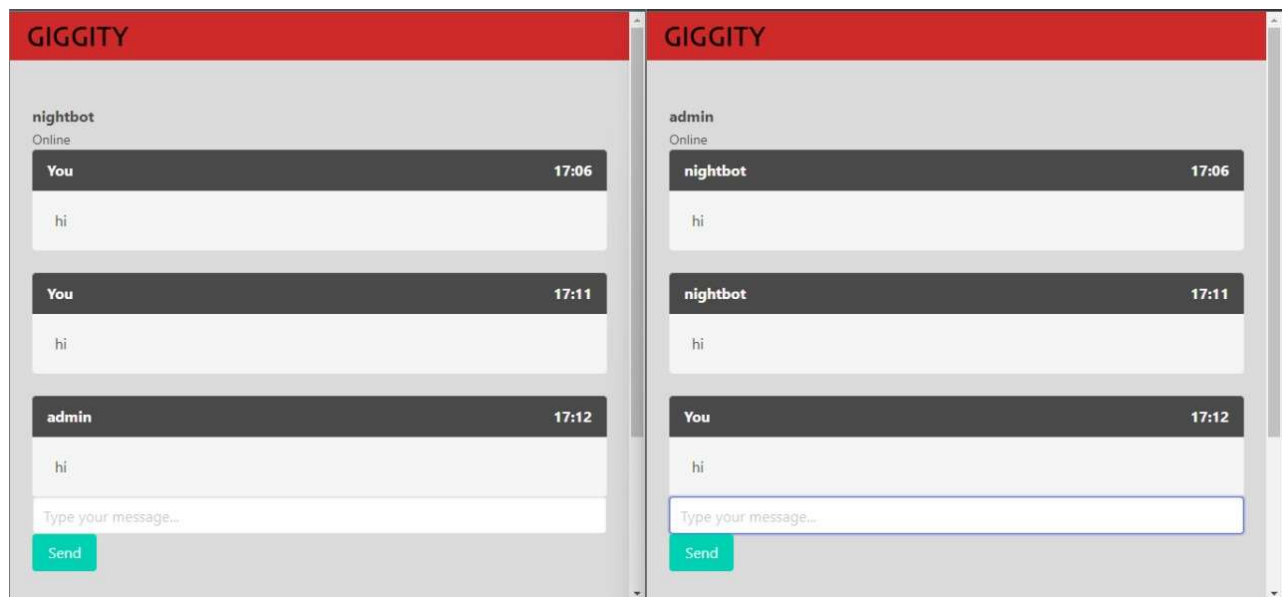 GIGGITY
nightbot
Online
You 17:06
hi
You 17:11
hi
admin 17:12
hi
Type your message...
Send
GIGGITY
admin
Online
nightbot 17:06
hi
nightbot 17:11
hi
You 17:12
hi
Type your message...
Send